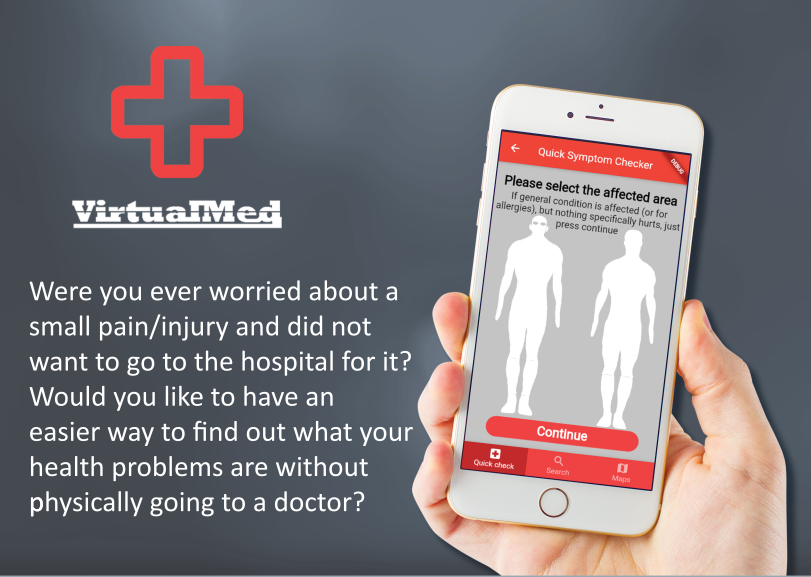 VirtualMed
Were you ever worried about a
small pain/injury and did not
want to go to the hospital for it?
Would you like to have an
easier way to find out what your
health problems are without
physically going to a doctor?
Quick Symptom Checker
DEBUG
Please select the affected area
If general condition is affected (or for
allergies), but nothing specifically hurts, just
press continue
Continue
Quick check
Search
Maps